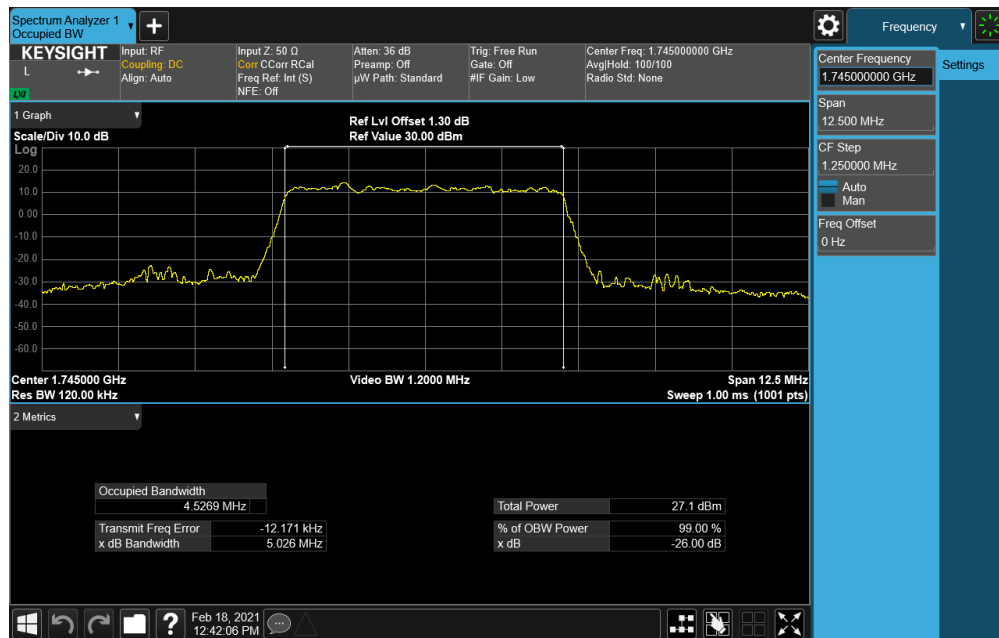 Spectrum Analyzer 1
Occupied BW
+
Frequency
KEYSIGHT
L
LXI
Input: RF
Coupling: DC
Align: Auto
Input Z: 50 Ω
Corr CCorr RCal
Freq Ref: Int (S)
NFE: Off
Atten: 36 dB
Preamp: Off
µW Path: Standard
Trig: Free Run
Gate: Off
#IF Gain: Low
Center Freq: 1.745000000 GHz
Avg|Hold: 100/100
Radio Std: None
Center Frequency
1.745000000 GHz
Settings
Span
12.500 MHz
CF Step
1.250000 MHz
Auto
Man
Freq Offset
0 Hz
1 Graph
Scale/Div 10.0 dB
Ref Lvl Offset 1.30 dB
Ref Value 30.00 dBm
Log
20.0
10.0
0.00
-10.0
-20.0
-30.0
-40.0
-50.0
-60.0
Center 1.745000 GHz
Video BW 1.2000 MHz
Span 12.5 MHz
Res BW 120.00 kHz
Sweep 1.00 ms (1001 pts)
2 Metrics
Occupied Bandwidth
4.5269 MHz
Total Power 27.1 dBm
Transmit Freq Error -12.171 kHz
% of OBW Power 99.00 %
x dB Bandwidth 5.026 MHz
x dB -26.00 dB
?
Feb 18, 2021
12:42:06 PM